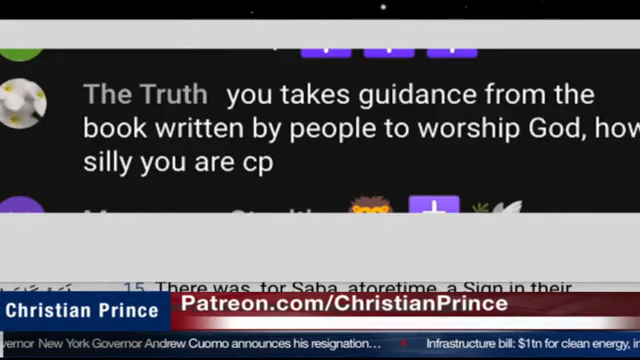 The Truth you takes guidance from the
book written by people to worship God, how
silly you are cp
15 There was, for Saba, aforetime, a Sign in their
Christian Prince
Patreon.com/ChristianPrince
vernor New York Governor Andrew Cuomo announces his resignation... Infrastructure bill: $1tn for clean energy, in